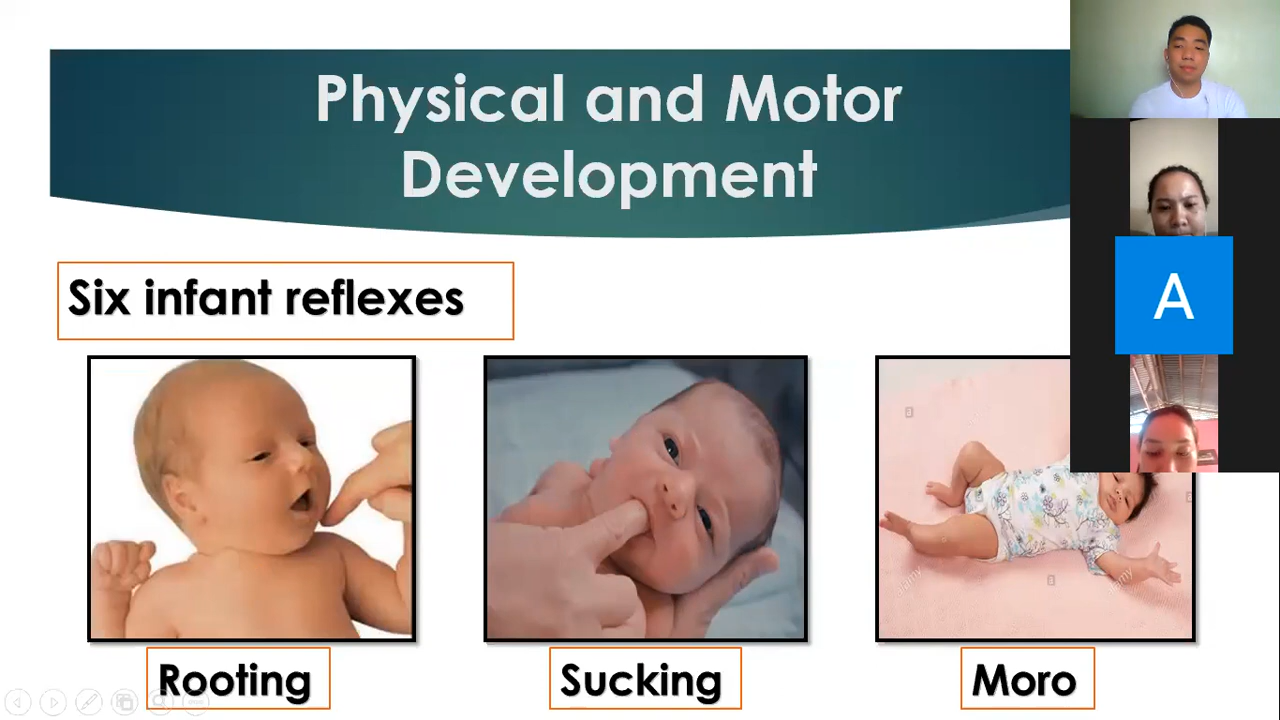 Physical and Motor
Development
A
Six infant reflexes
Rooting
Sucking
Moro